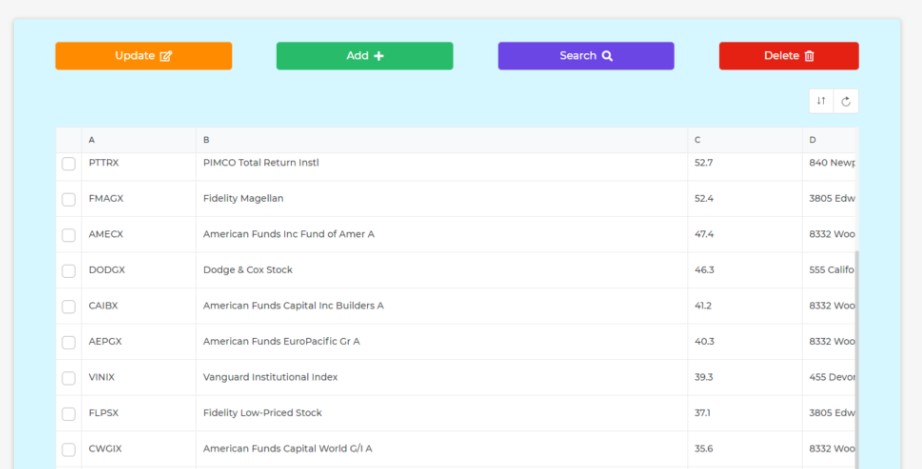 Update Add Search Delete
A B C D
PTTRX PIMCO Total Return Instl 52.7 840 Newp
FMAGX Fidelity Magellan 52.4 3805 Edw
AMECX American Funds Inc Fund of Amer A 47.4 8332 Woo
DODGX Dodge & Cox Stock 46.3 555 Califo
CAIBX American Funds Capital Inc Builders A 41.2 8332 Woo
AEPGX American Funds EuroPacific Gr A 40.3 8332 Woo
VINIX Vanguard Institutional Index 39.3 455 Devon
FLPSX Fidelity Low-Priced Stock 37.1 3805 Edw
CWGIX American Funds Capital World G/I A 35.6 8332 Woo